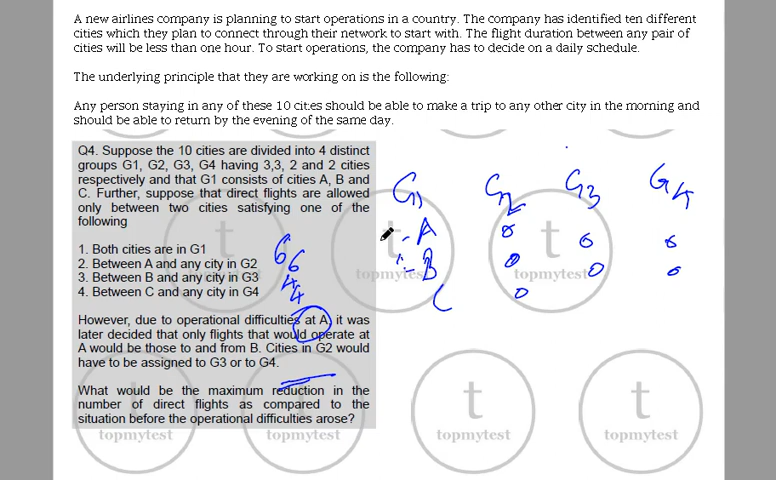 A new airlines company is planning to start operations in a country. The company has identified ten different
cities which they plan to connect through their network to start with. The flight duration between any pair of
cities will be less than one hour. To start operations, the company has to decide on a daily schedule.
The underlying principle that they are working on is the following:
Any person staying in any of these 10 cities should be able to make a trip to any other city in the morning and
should be able to return by the evening of the same day.
Q4. Suppose the 10 cities are divided into 4 distinct
groups G1, G2, G3, G4 having 3,3, 2 and 2 cities
respectively and that G1 consists of cities A, B and
C. Further, suppose that direct flights are allowed
only between two cities satisfying one of the
following
1. Both cities are in G1
2. Between A and any city in G2
3. Between B and any city in G3
4. Between C and any city in G4
However, due to operational difficulties at A, it was
later decided that only flights that would operate at
A would be those to and from B. Cities in G2 would
have to be assigned to G3 or to G4.
What would be the maximum reduction in the
number of direct flights as compared to the
situation before the operational difficulties arose?
6
6
4
4
G1 G2 G3 G4
A
B
C
t
topmytest
t
topmytest
t
topmytest
t
topmytest
t
topmytest
t
topmytest
t
topmytest
t
topmytest